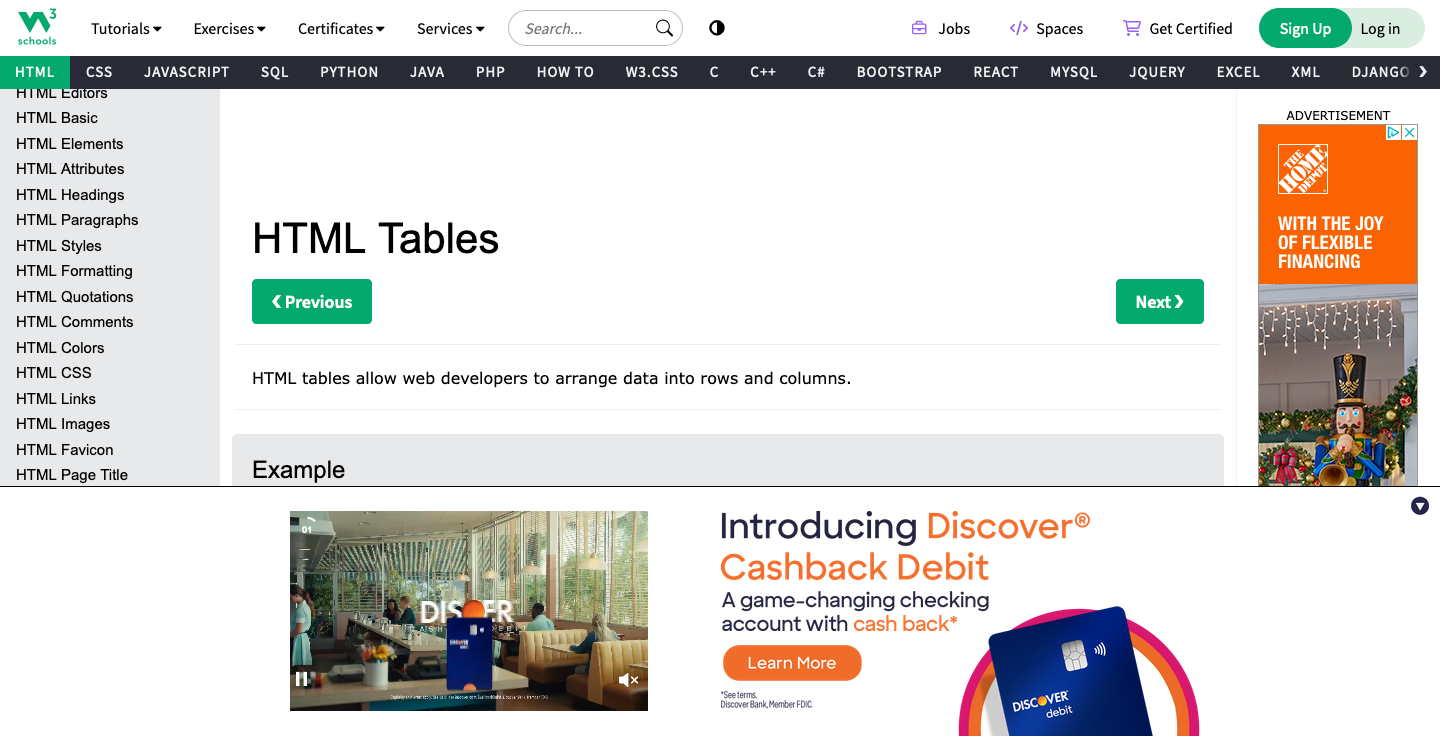 W3
schools
Tutorials
Exercises
Certificates
Services
Search...
Jobs
Spaces
Get Certified
Sign Up
Log in
HTML CSS JAVASCRIPT SQL PYTHON JAVA PHP HOW TO W3.CSS C C++ C# BOOTSTRAP REACT MYSQL JQUERY EXCEL XML DJANGO ❯
HTML Editors
HTML Basic
HTML Elements
HTML Attributes
HTML Headings
HTML Paragraphs
HTML Styles
HTML Formatting
HTML Quotations
HTML Comments
HTML Colors
HTML CSS
HTML Links
HTML Images
HTML Favicon
HTML Page Title
HTML Tables
❮ Previous
Next ❯
HTML tables allow web developers to arrange data into rows and columns.
Example
ADVERTISEMENT
THE
HOME
DEPOT
WITH THE JOY
OF FLEXIBLE
FINANCING
01
DISCOVER
Introducing Discover®
Cashback Debit
A game-changing checking
account with cash back*
Learn More
*See terms.
Discover Bank, Member FDIC.
DISCOVER
debit